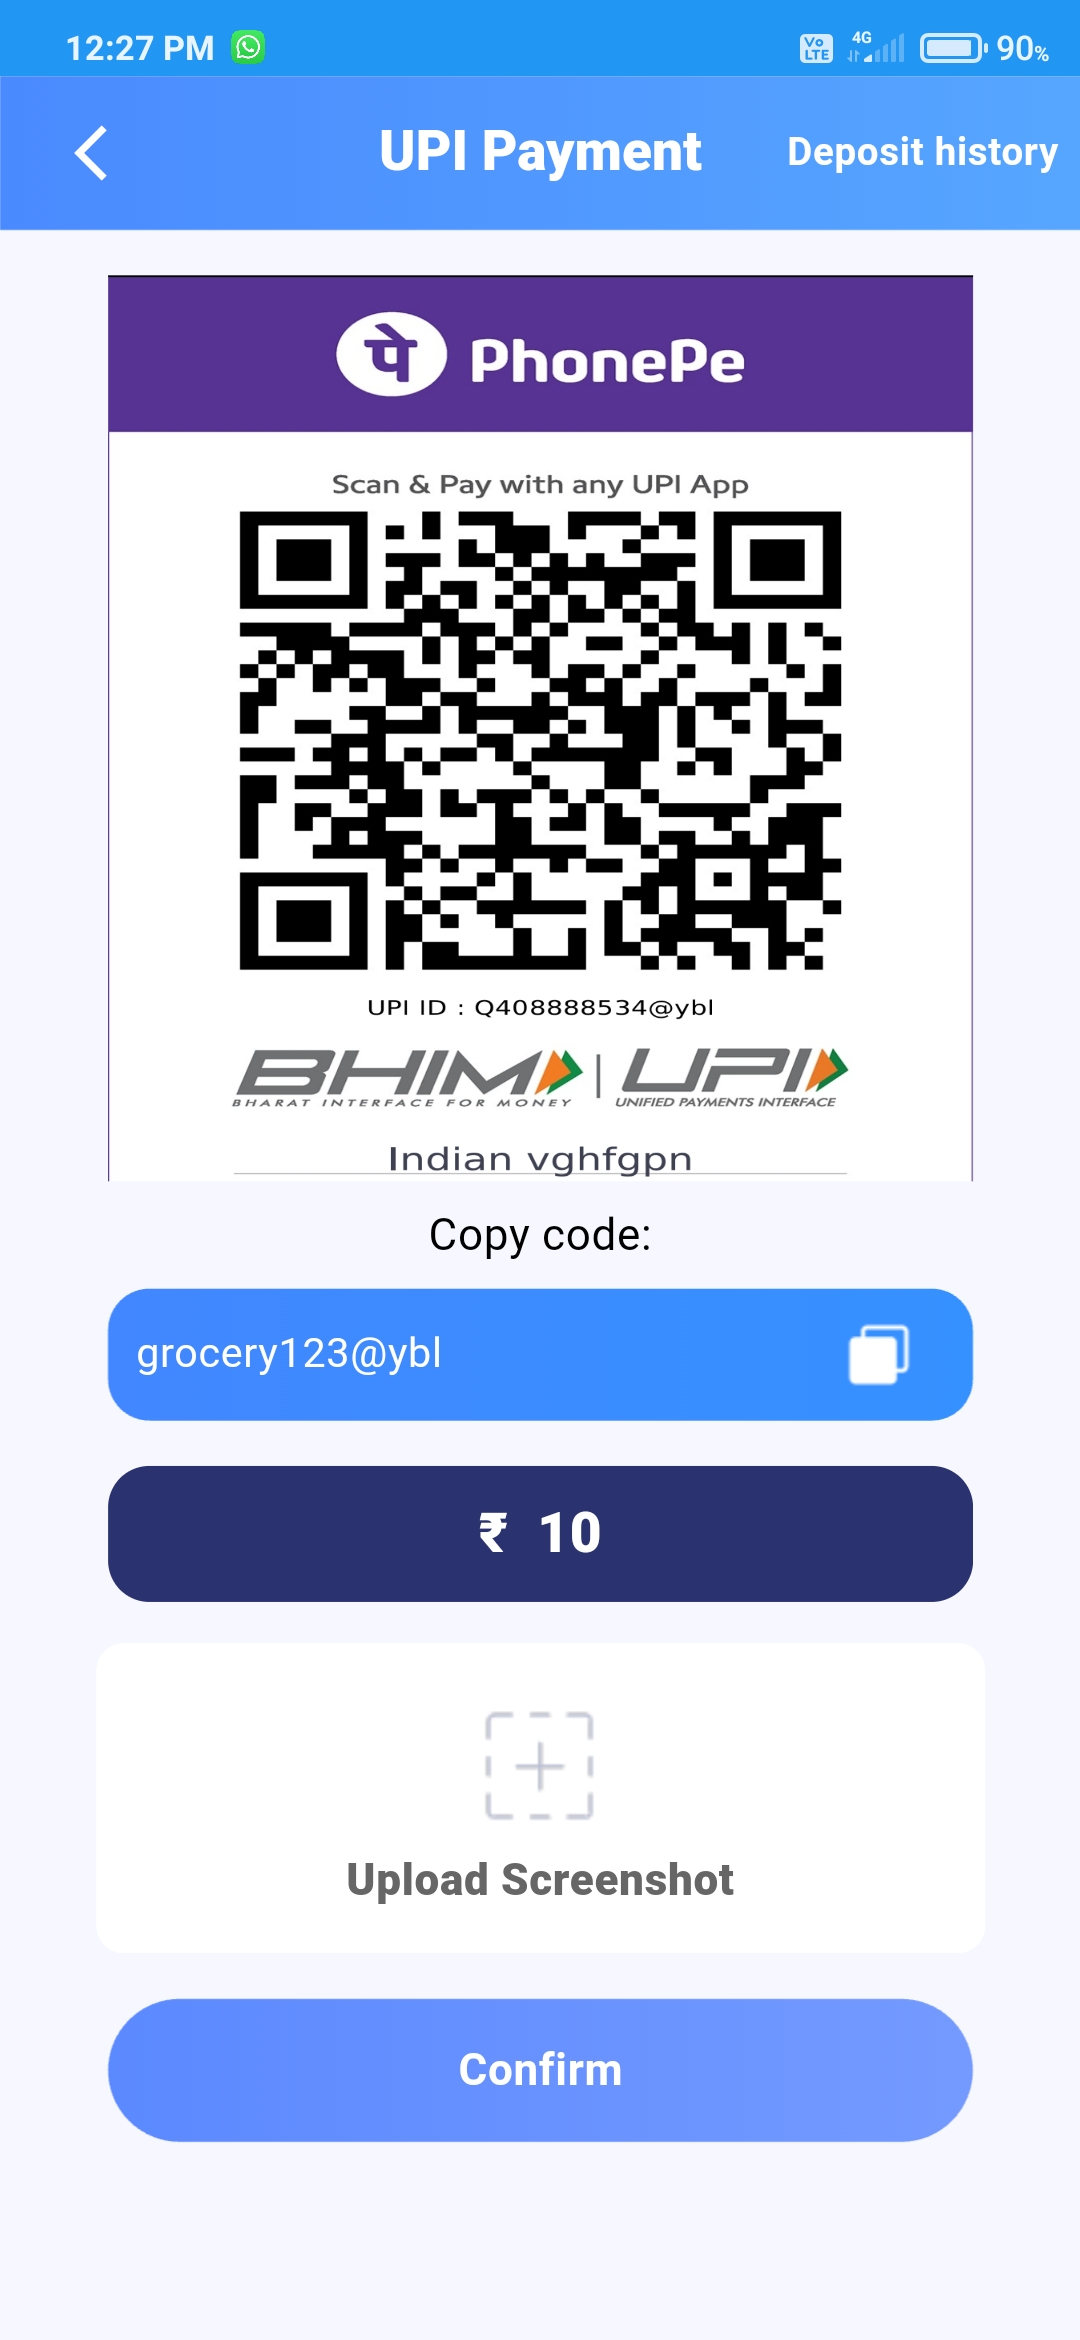 12:27 PM VoLTE 4G 90%
UPI Payment Deposit history
पे PhonePe
Scan & Pay with any UPI App
UPI ID : Q408888534@ybl
BHIM | UPI
BHARAT INTERFACE FOR MONEY UNIFIED PAYMENTS INTERFACE
Indian vghfgpn
Copy code:
grocery123@ybl
₹ 10
Upload Screenshot
Confirm